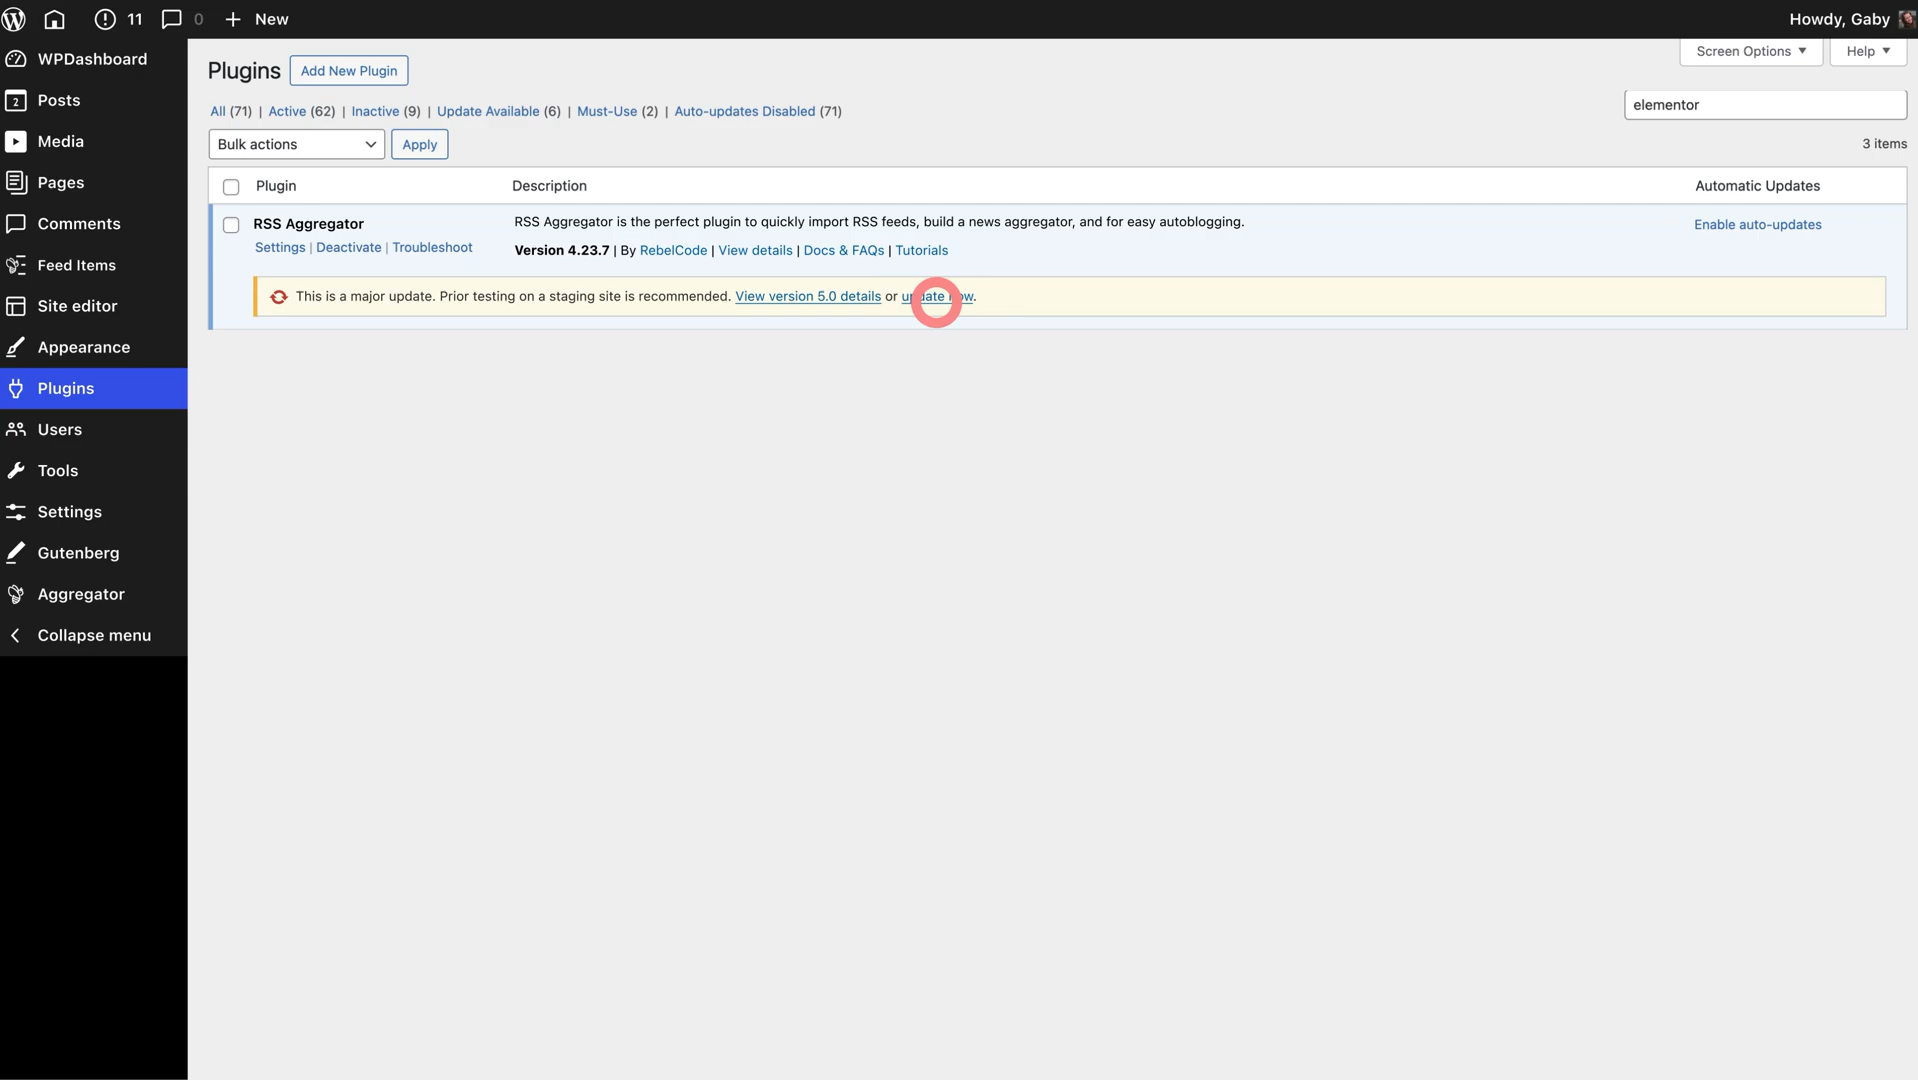 11 0 New Howdy, Gaby
WPDashboard
Posts
Media
Pages
Comments
Feed Items
Site editor
Appearance
Plugins
Users
Tools
Settings
Gutenberg
Aggregator
Collapse menu
Screen Options Help
Plugins Add New Plugin
All (71) | Active (62) | Inactive (9) | Update Available (6) | Must-Use (2) | Auto-updates Disabled (71)
elementor
Bulk actions Apply
3 items
Plugin Description Automatic Updates
RSS Aggregator
Settings | Deactivate | Troubleshoot
RSS Aggregator is the perfect plugin to quickly import RSS feeds, build a news aggregator, and for easy autoblogging.
Version 4.23.7 | By RebelCode | View details | Docs & FAQs | Tutorials
Enable auto-updates
This is a major update. Prior testing on a staging site is recommended. View version 5.0 details or update now.